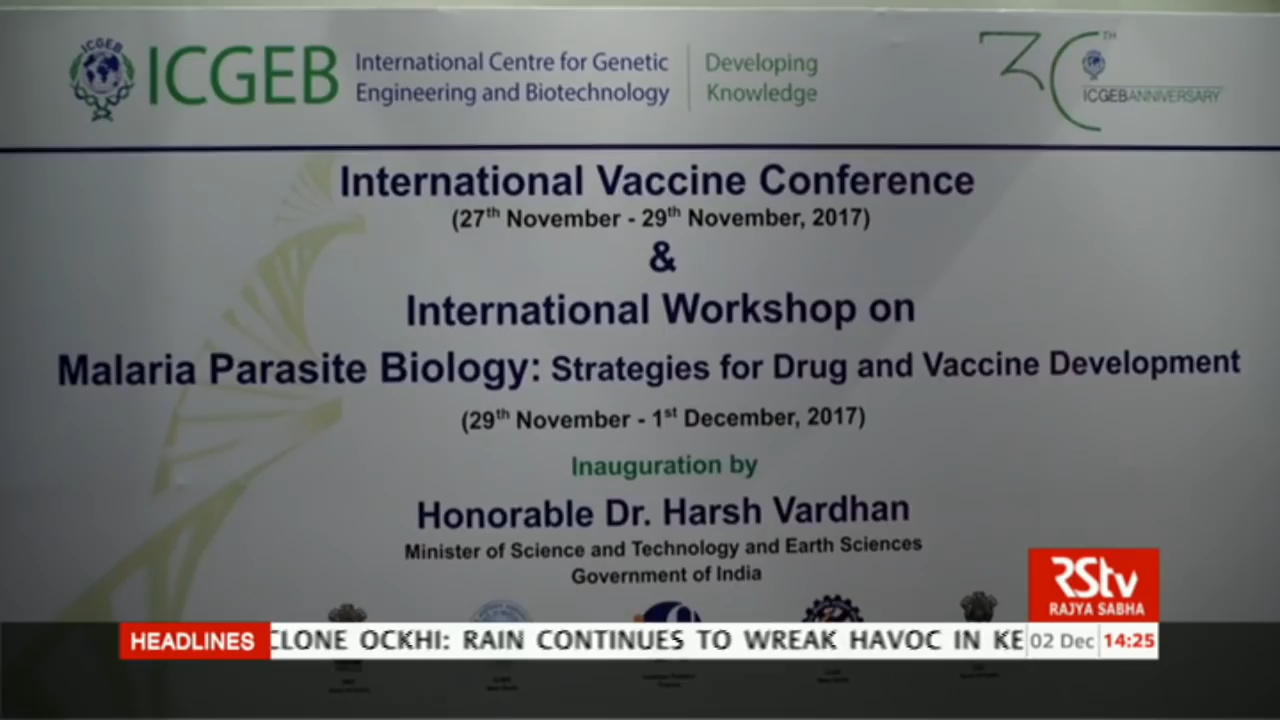 ICGEB
ICGEB
International Centre for Genetic
Engineering and Biotechnology
Developing
Knowledge
30TH
ICGEBANNIVERSARY
International Vaccine Conference
(27th November - 29th November, 2017)
&
International Workshop on
Malaria Parasite Biology: Strategies for Drug and Vaccine Development
(29th November - 1st December, 2017)
Inauguration by
Honorable Dr. Harsh Vardhan
Minister of Science and Technology and Earth Sciences
Government of India
RStv
RAJYA SABHA
HEADLINES
CLONE OCKHI: RAIN CONTINUES TO WREAK HAVOC IN KE
02 Dec
14:25